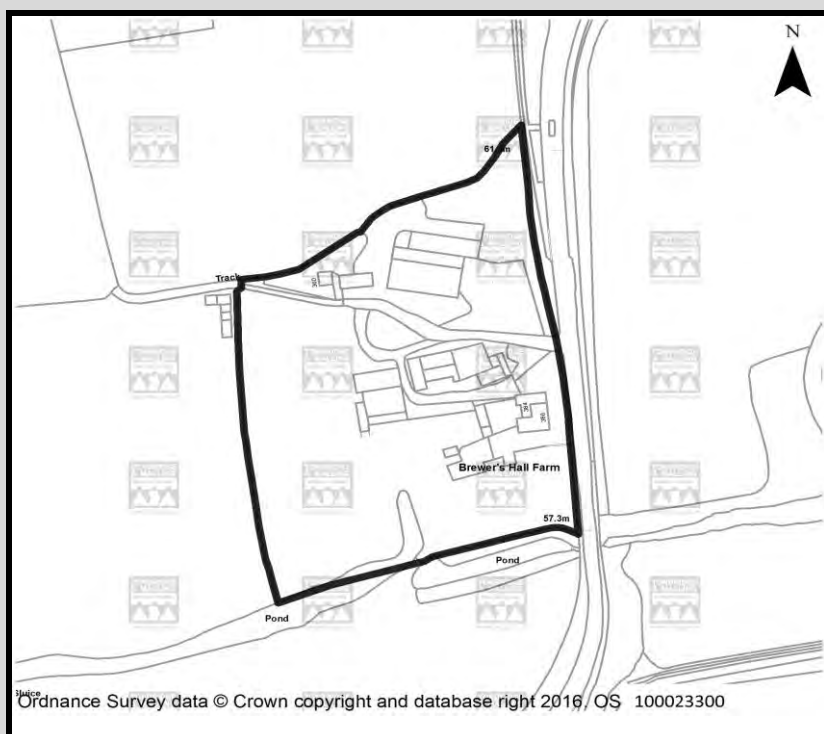 N
Track
Brewer's Hall Farm
57.3m
Pond
Pond
Sluice
Ordnance Survey data © Crown copyright and database right 2016, OS 100023300